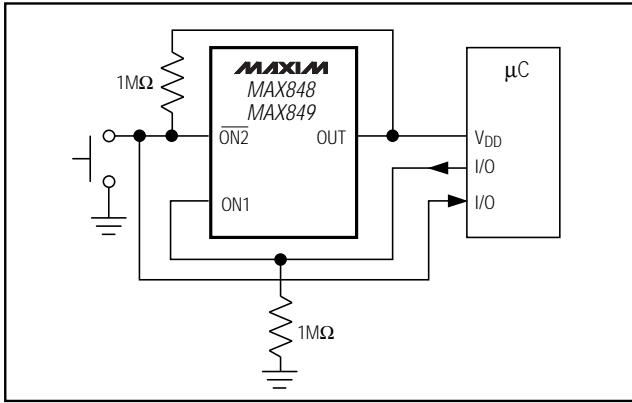 1MΩ
MAXIM
MAX848
MAX849
ON2
OUT
ON1
μC
VDD
I/O
I/O
1MΩ